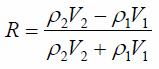 R = (ρ₂V₂ − ρ₁V₁) / (ρ₂V₂ + ρ₁V₁)